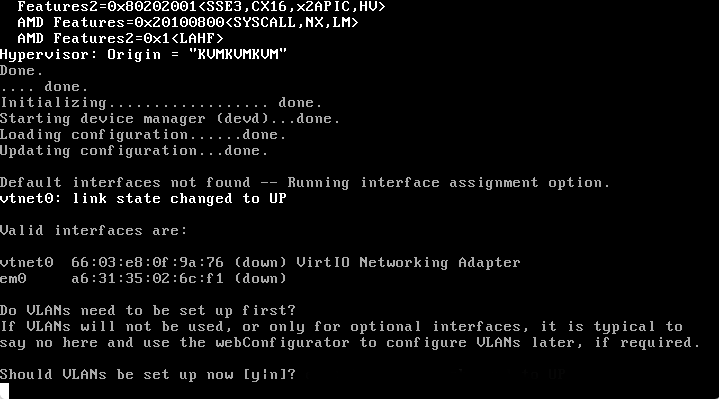 Features2=0x80202001<SSE3,CX16,x2APIC,HV>
AMD Features=0x20100800<SYSCALL,NX,LM>
AMD Features2=0x1<LAHF>
Hypervisor: Origin = "KVMKVMKVM"
Done.
.... done.
Initializing.................. done.
Starting device manager (devd)...done.
Loading configuration......done.
Updating configuration...done.
Default interfaces not found -- Running interface assignment option.
vtnet0: link state changed to UP
Valid interfaces are:
vtnet0  66:03:e8:0f:9a:76 (down) VirtIO Networking Adapter
em0     a6:31:35:02:6c:f1 (down)
Do VLANs need to be set up first?
If VLANs will not be used, or only for optional interfaces, it is typical to
say no here and use the webConfigurator to configure VLANs later, if required.
Should VLANs be set up now [y|n]?